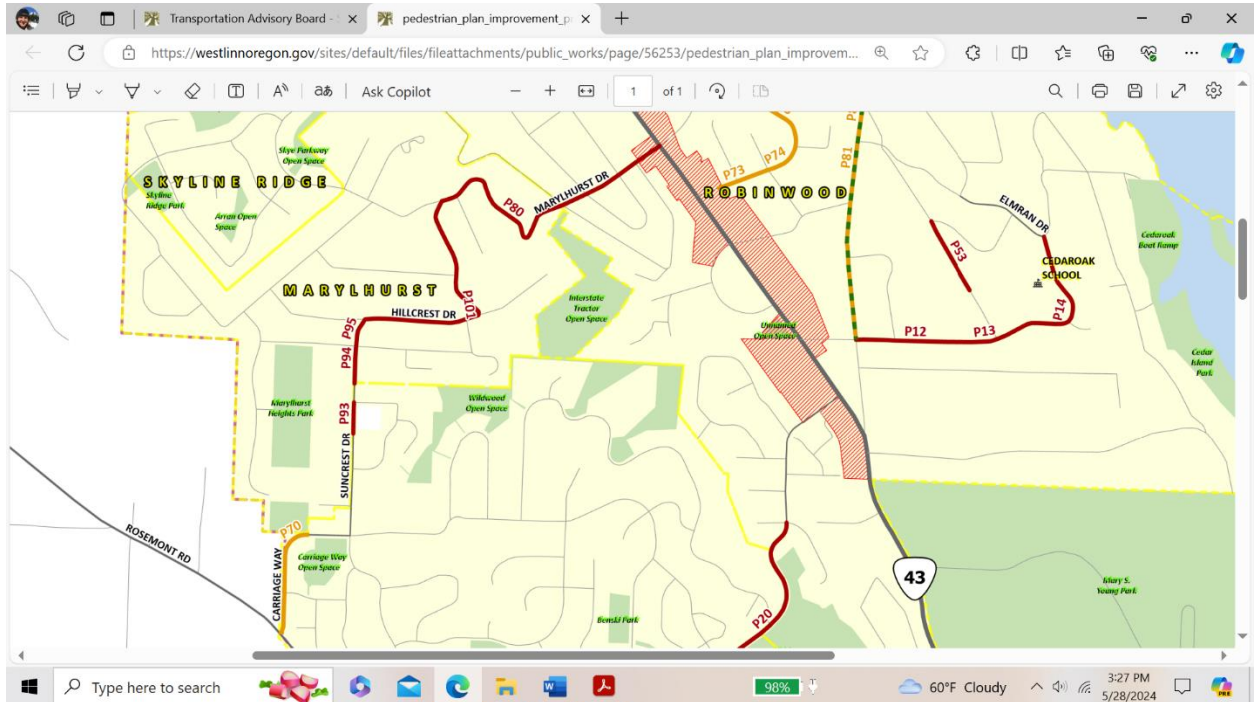 Transportation Advisory Board -
pedestrian_plan_improvement_p
https://westlinnoregon.gov/sites/default/files/fileattachments/public_works/page/56253/pedestrian_plan_improvem...
Ask Copilot
1 of 1
Skye Parkway
Open Space
SKYLINE RIDGE
Skyline
Ridge Park
Arran Open
Space
P80
MARYLHURST DR
P73
P74
P81
ROBINWOOD
ELMRAN DR
P53
CEDAROAK
SCHOOL
Cedaroak
Boat Ramp
MARYLHURST
P101
HILLCREST DR
Interstate
Tractor
Open Space
P95
P94
Unnamed
Open Space
P12
P13
P14
Cedar
Island
Park
Marylhurst
Heights Park
P93
Wildwood
Open Space
SUNCREST DR
ROSEMONT RD
P70
CARRIAGE WAY
Carriage Way
Open Space
43
Mary S.
Young Park
Benski Park
P20
Type here to search
98%
60°F Cloudy
3:27 PM
5/28/2024
PRE